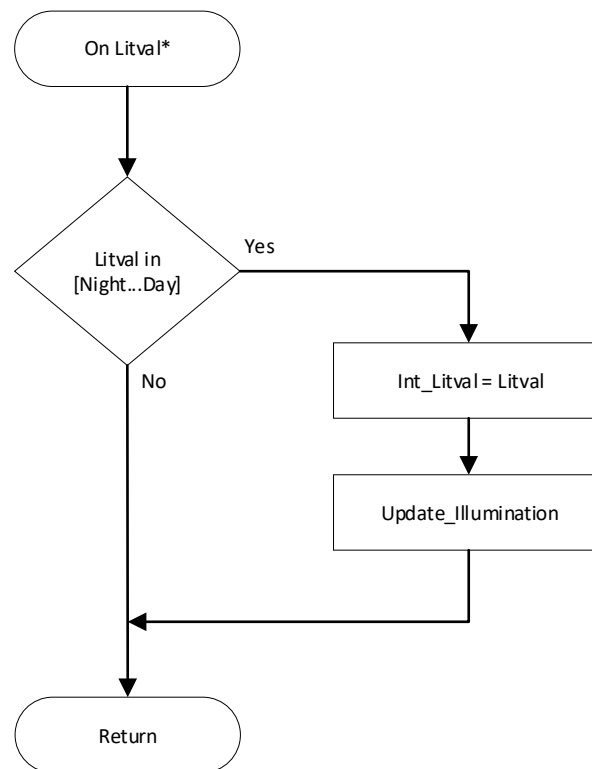 On Litval*
Litval in
[Night...Day]
Yes
No
Int_Litval = Litval
Update_Illumination
Return